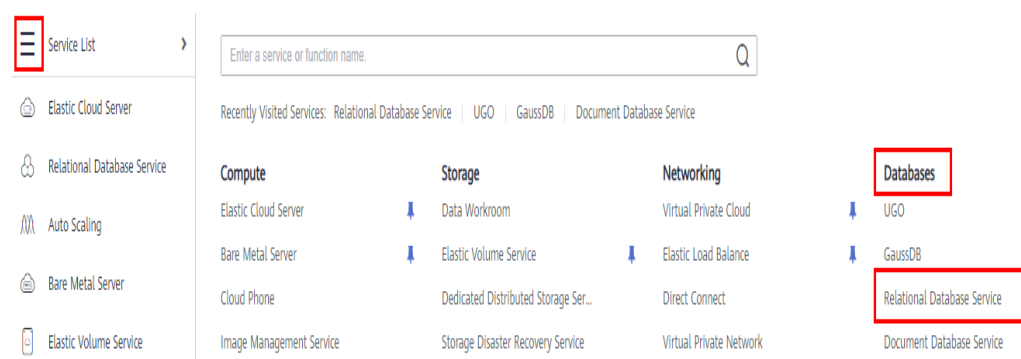 Service List
Elastic Cloud Server
Relational Database Service
Auto Scaling
Bare Metal Server
Elastic Volume Service
Enter a service or function name.
Recently Visited Services: Relational Database Service | UGO | GaussDB | Document Database Service
Compute
Elastic Cloud Server
Bare Metal Server
Cloud Phone
Image Management Service
Storage
Data Workroom
Elastic Volume Service
Dedicated Distributed Storage Ser...
Storage Disaster Recovery Service
Networking
Virtual Private Cloud
Elastic Load Balance
Direct Connect
Virtual Private Network
Databases
UGO
GaussDB
Relational Database Service
Document Database Service